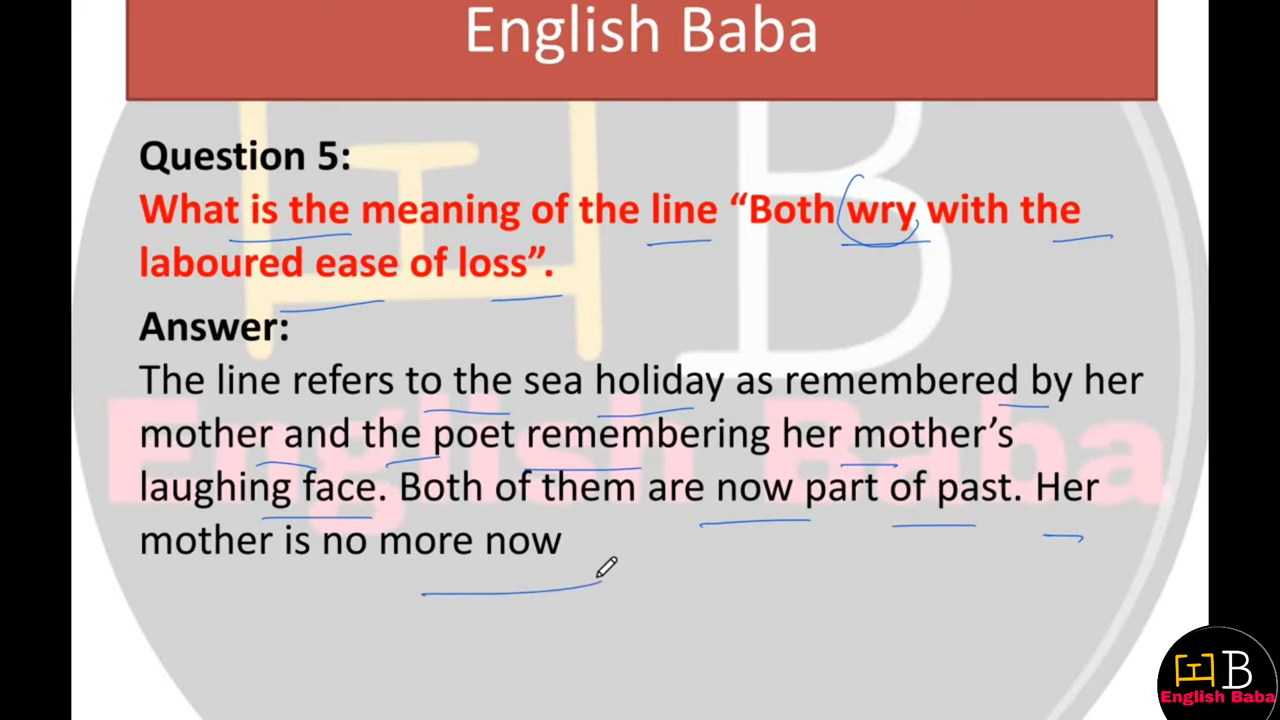 English Baba
Question 5:
What is the meaning of the line “Both wry with the
laboured ease of loss”.
Answer:
The line refers to the sea holiday as remembered by her
mother and the poet remembering her mother’s
laughing face. Both of them are now part of past. Her
mother is no more now
B
English Baba
B
English Baba